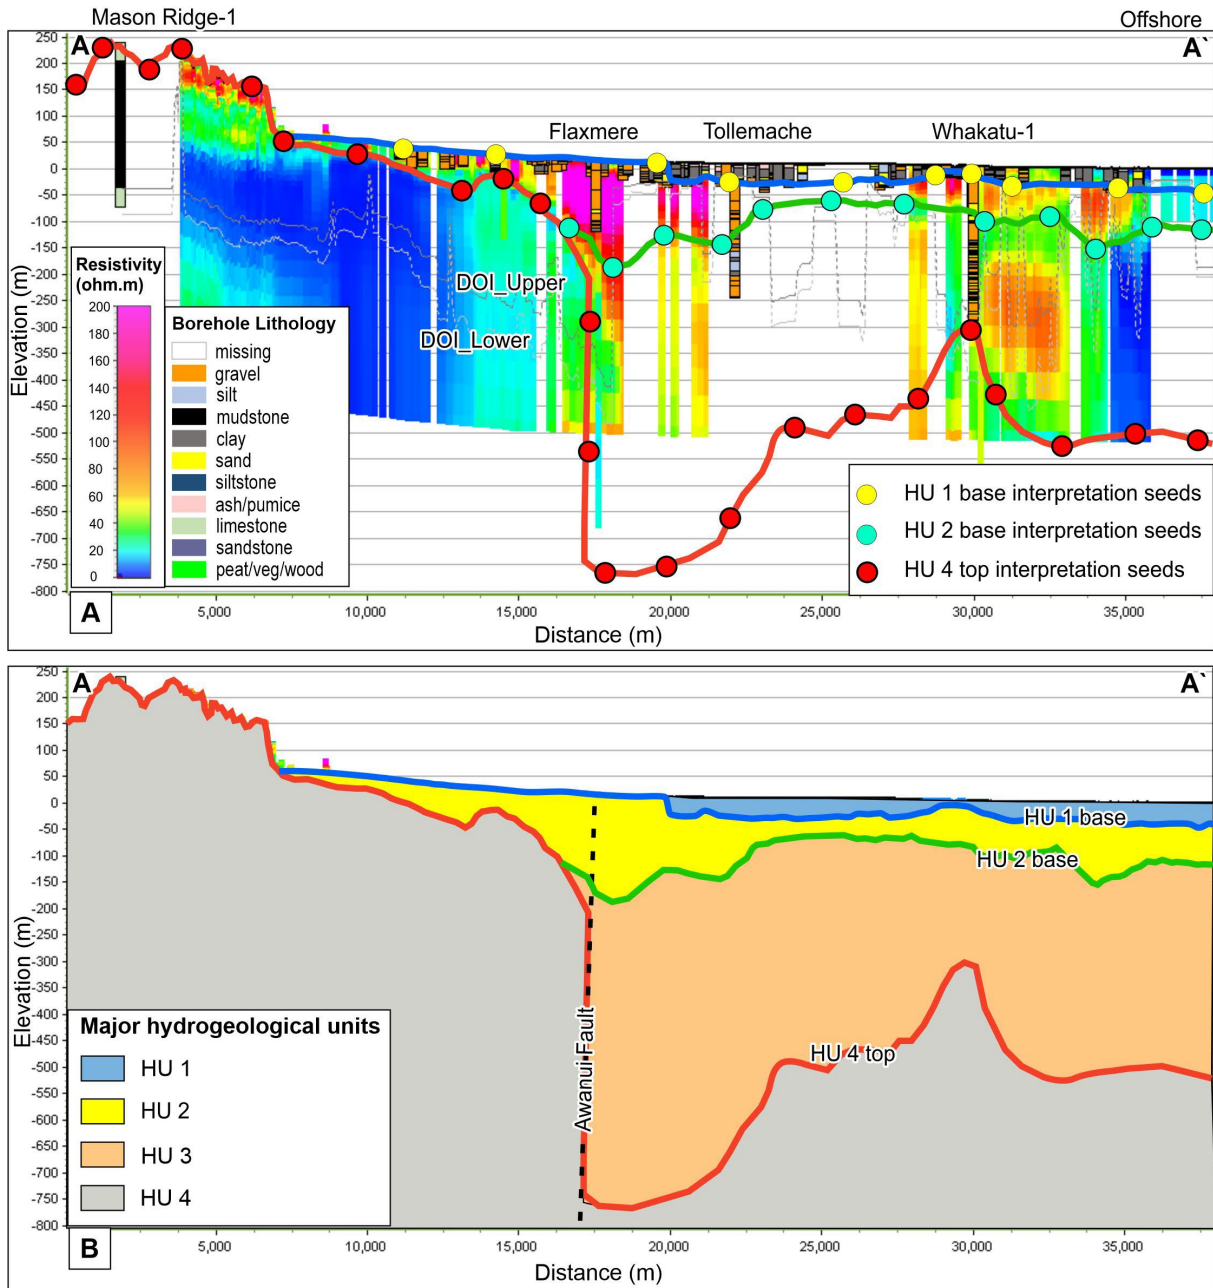 Mason Ridge-1
Offshore
A
A`
Flaxmere
Tollemache
Whakatu-1
250
200
150
100
50
0
-50
-100
-150
-200
-250
-300
-350
-400
-450
-500
-550
-600
-650
-700
-750
-800
Elevation (m)
DOI_Upper
DOI_Lower
Resistivity
(ohm.m)
200
180
160
140
120
100
80
60
40
20
0
Borehole Lithology
missing
gravel
silt
mudstone
clay
sand
siltstone
ash/pumice
limestone
sandstone
peat/veg/wood
HU 1 base interpretation seeds
HU 2 base interpretation seeds
HU 4 top interpretation seeds
A
5,000
10,000
15,000
20,000
25,000
30,000
35,000
Distance (m)
A
A`
250
200
150
100
50
0
-50
-100
-150
-200
-250
-300
-350
-400
-450
-500
-550
-600
-650
-700
-750
-800
Elevation (m)
HU 1 base
HU 2 base
HU 4 top
Awanui Fault
Major hydrogeological units
HU 1
HU 2
HU 3
HU 4
B
5,000
10,000
15,000
20,000
25,000
30,000
35,000
Distance (m)